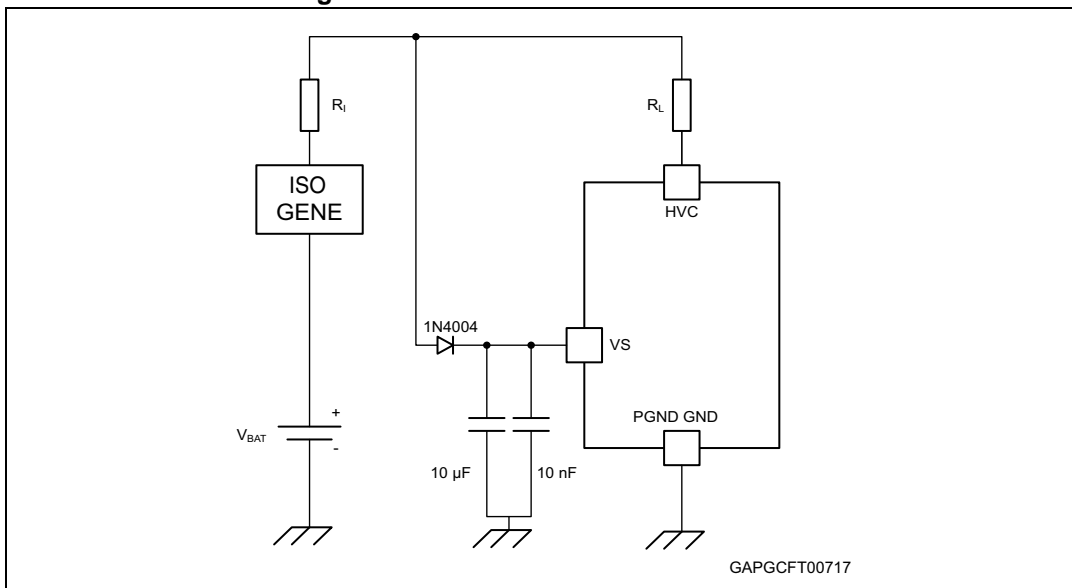 R_I
R_L
ISO
GENE
HVC
1N4004
VS
PGND GND
+
V_BAT
-
10 µF
10 nF
GAPGCFT00717